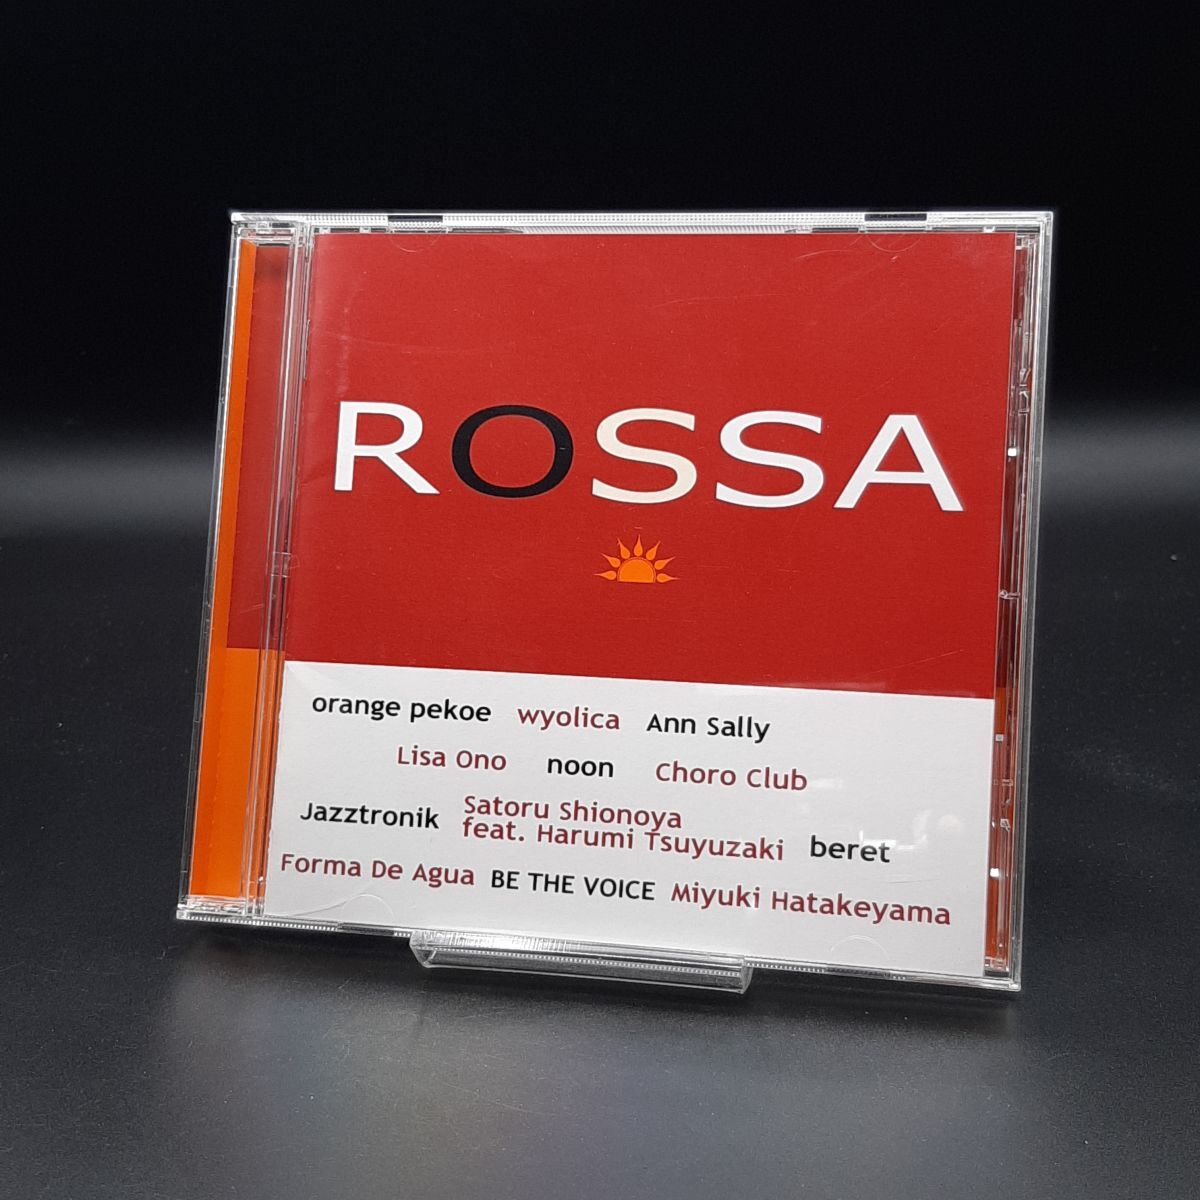 ROSSA
orange pekoe wyolica Ann Sally
Lisa Ono noon Choro Club
Jazztronik Satoru Shionoya
feat. Harumi Tsuyuzaki beret
Forma De Agua BE THE VOICE Miyuki Hatakeyama